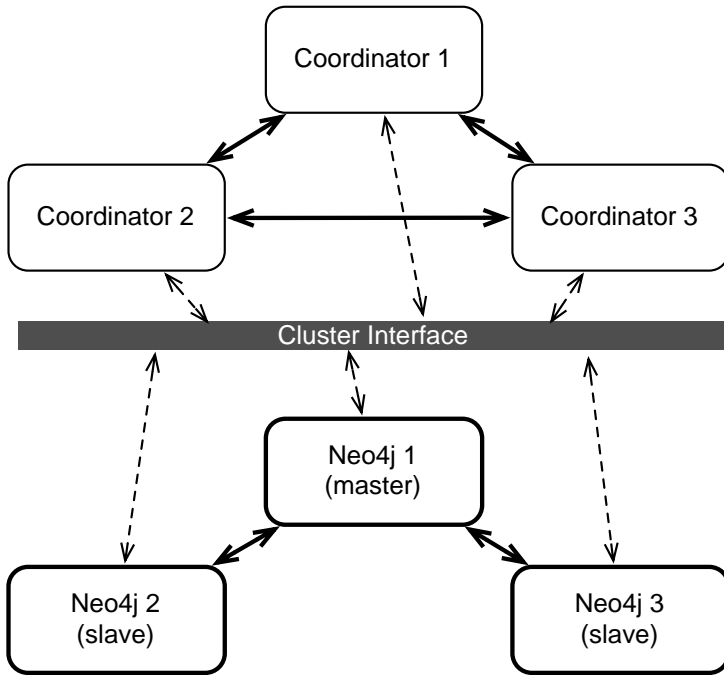 Coordinator 1
Coordinator 2
Coordinator 3
Cluster Interface
Neo4j 1
(master)
Neo4j 2
(slave)
Neo4j 3
(slave)